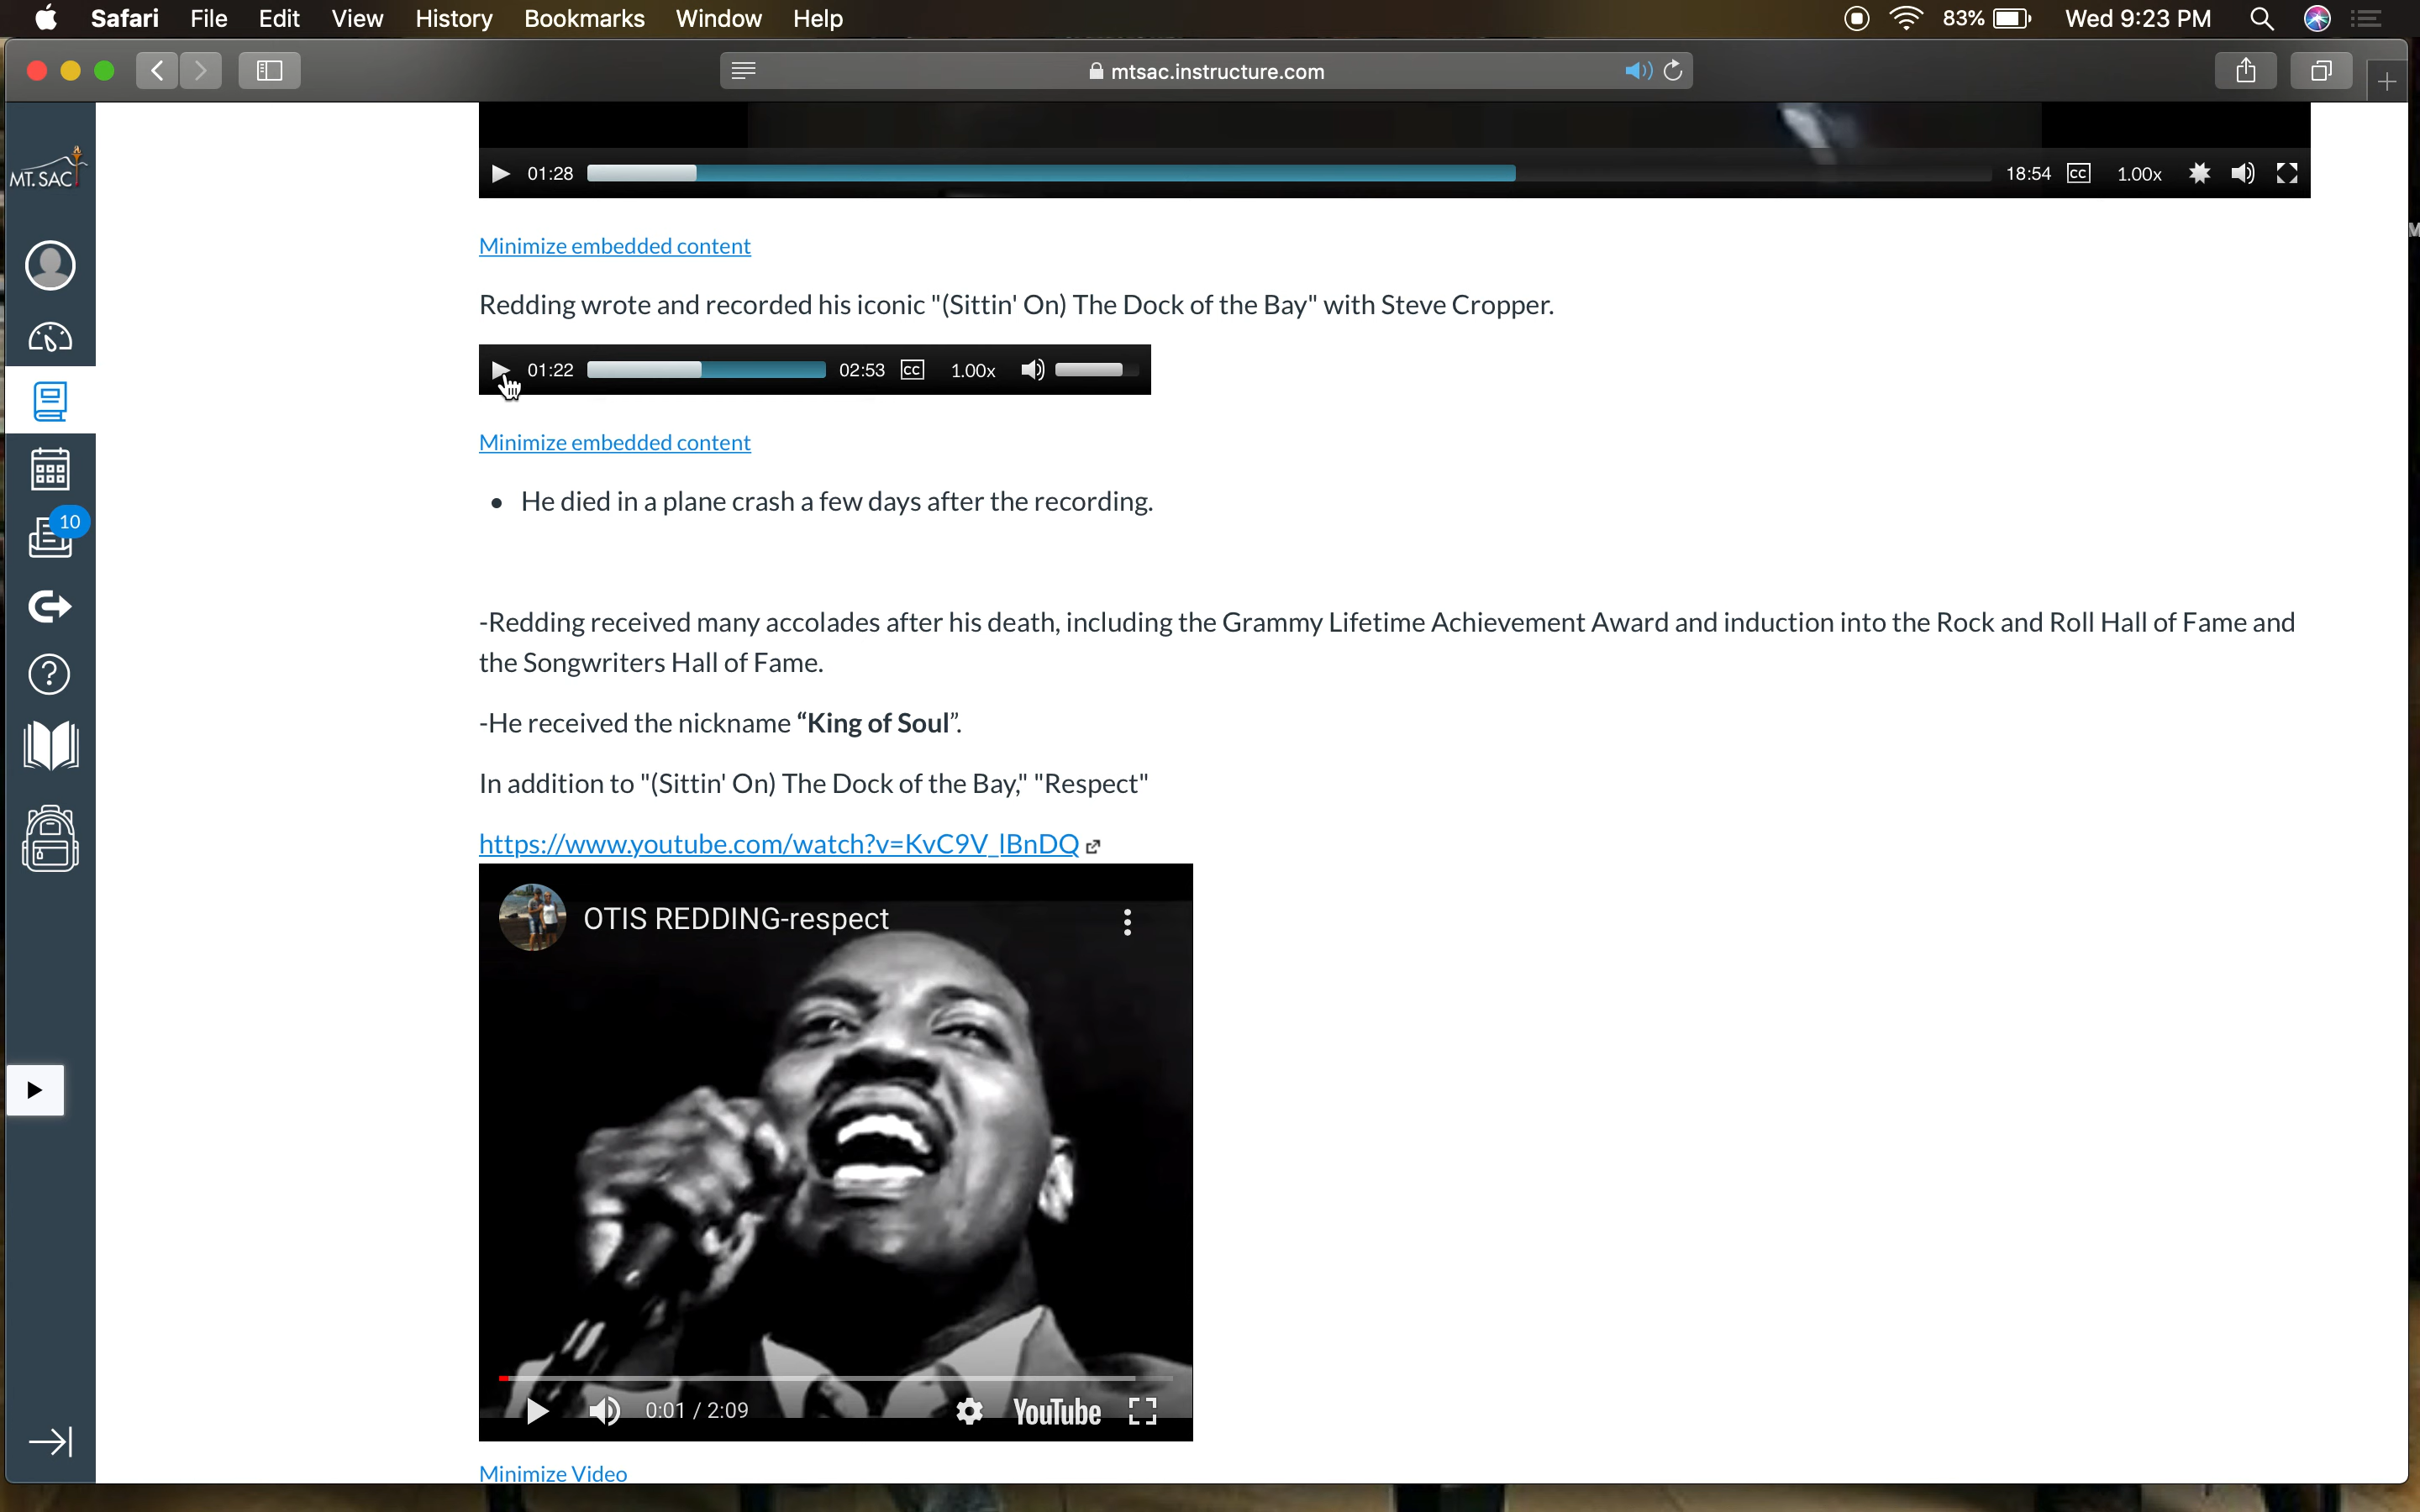 Safari File Edit View History Bookmarks Window Help 83% Wed 9:23 PM
mtsac.instructure.com
MT. SAC
01:28 18:54 CC 1.00x
Minimize embedded content
Redding wrote and recorded his iconic "(Sittin' On) The Dock of the Bay" with Steve Cropper.
01:22 02:53 CC 1.00x
Minimize embedded content
• He died in a plane crash a few days after the recording.
10
-Redding received many accolades after his death, including the Grammy Lifetime Achievement Award and induction into the Rock and Roll Hall of Fame and
the Songwriters Hall of Fame.
-He received the nickname “King of Soul”.
In addition to "(Sittin' On) The Dock of the Bay," "Respect"
https://www.youtube.com/watch?v=KvC9V_lBnDQ
OTIS REDDING-respect
0:01 / 2:09 YouTube
Minimize Video